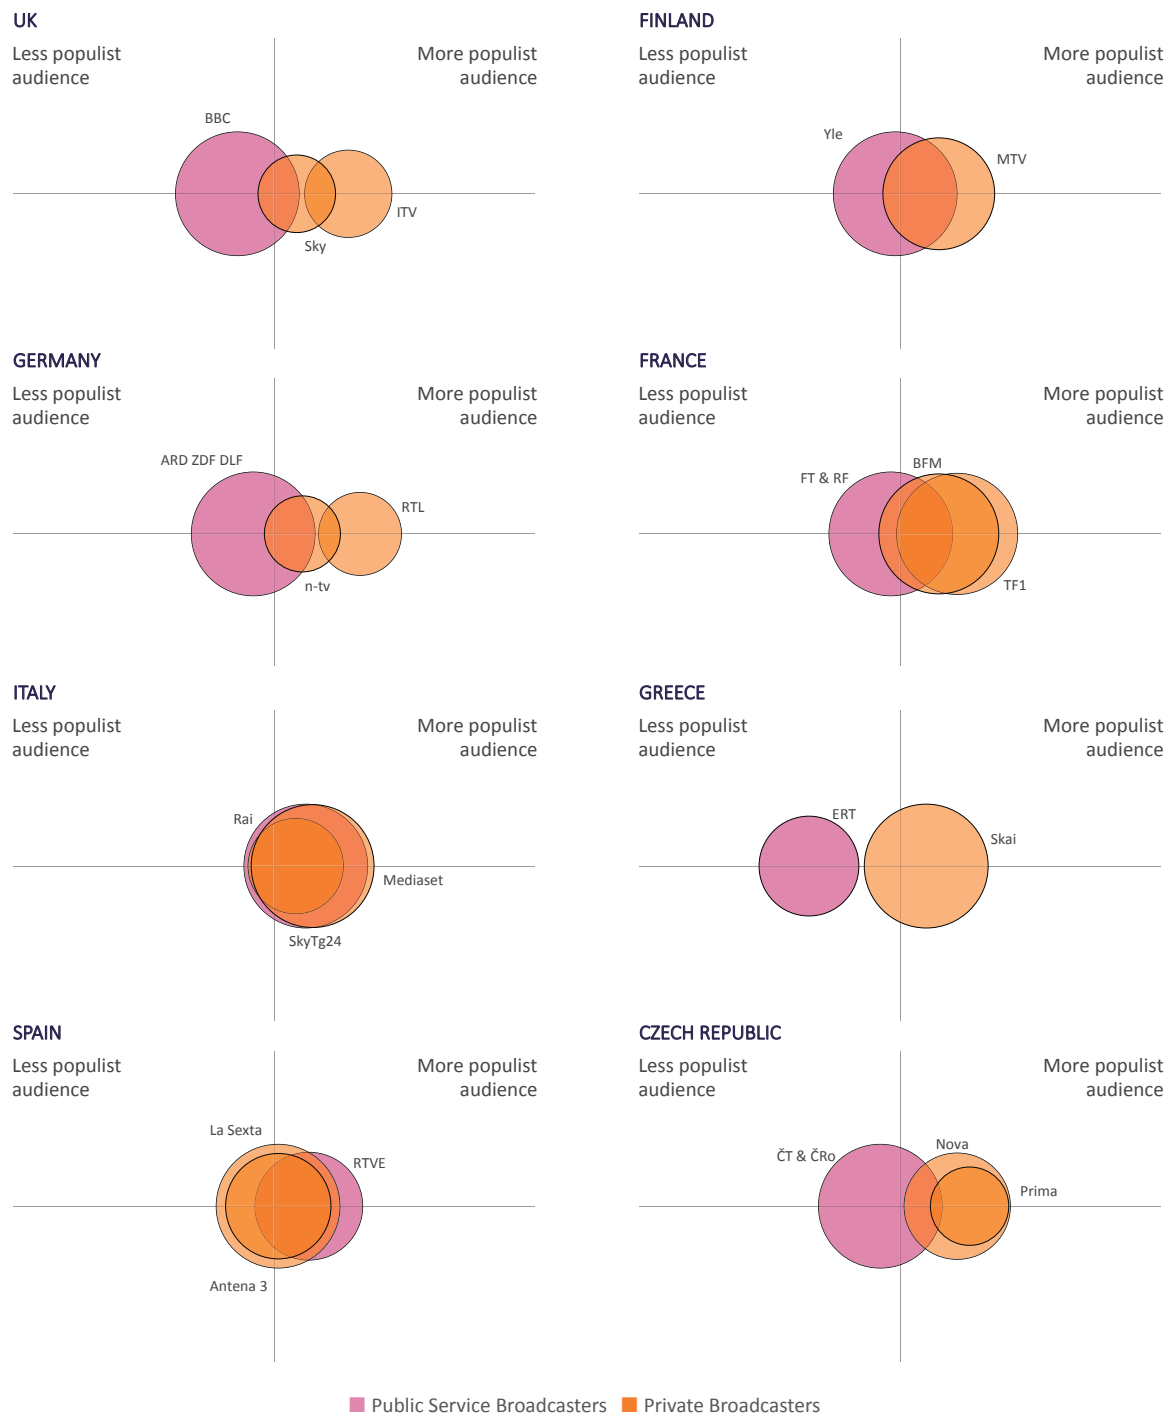 UK
Less populist
audience
More populist
audience
BBC
Sky
ITV
FINLAND
Less populist
audience
More populist
audience
Yle
MTV
GERMANY
Less populist
audience
More populist
audience
ARD ZDF DLF
RTL
n-tv
FRANCE
Less populist
audience
More populist
audience
BFM
FT & RF
TF1
ITALY
Less populist
audience
More populist
audience
Rai
Mediaset
SkyTg24
GREECE
Less populist
audience
More populist
audience
ERT
Skai
SPAIN
Less populist
audience
More populist
audience
La Sexta
RTVE
Antena 3
CZECH REPUBLIC
Less populist
audience
More populist
audience
Nova
ČT & ČRo
Prima
Public Service Broadcasters Private Broadcasters